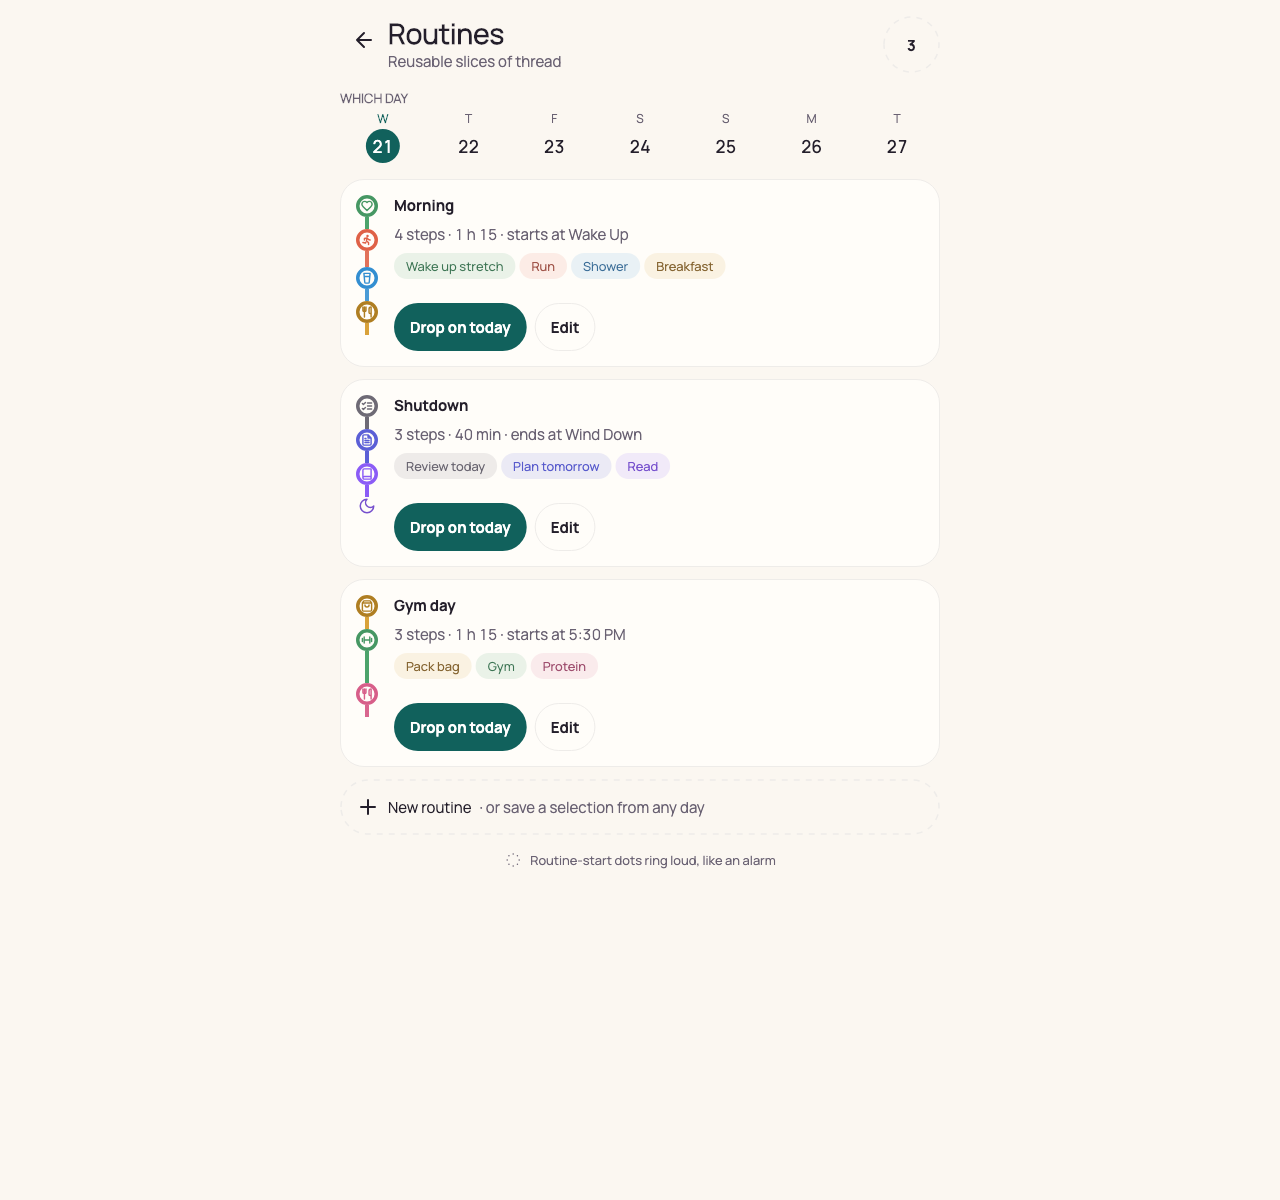 Routines
Reusable slices of thread
3
WHICH DAY
W T F S S M T
21 22 23 24 25 26 27
Morning
4 steps · 1 h 15 · starts at Wake Up
Wake up stretch Run Shower Breakfast
Drop on today Edit
Shutdown
3 steps · 40 min · ends at Wind Down
Review today Plan tomorrow Read
Drop on today Edit
Gym day
3 steps · 1 h 15 · starts at 5:30 PM
Pack bag Gym Protein
Drop on today Edit
New routine · or save a selection from any day
Routine-start dots ring loud, like an alarm